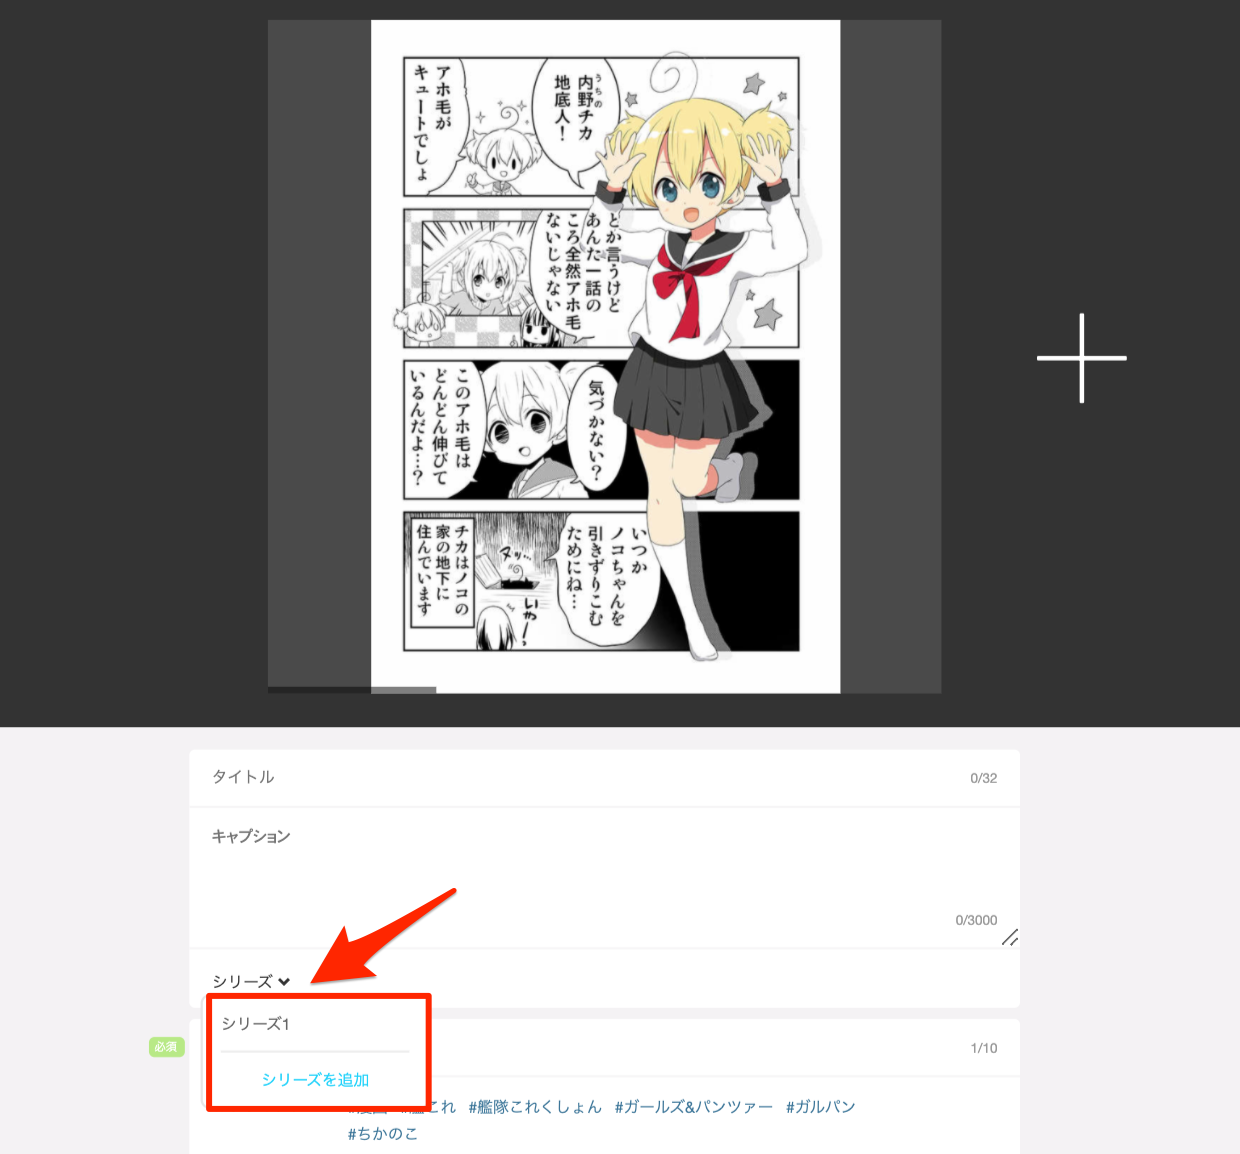 内野チカ
うちの
地底人！
アホ毛が
キュートでしょ
とか言うけど
あんた一話の
ころ全然アホ毛
ないじゃない
気づかない？
このアホ毛は
どんどん伸びて
いるんだよ…？
いつか
ノコちゃんを
引きずりこむ
ためにね…
ヌッ…
いやー！
チカはノコの
家の地下に
住んでいます
タイトル
0/32
キャプション
0/3000
シリーズ
シリーズ1
シリーズを追加
必須
1/10
#艦隊これくしょん #ガールズ&パンツァー #ガルパン
#ちかのこ